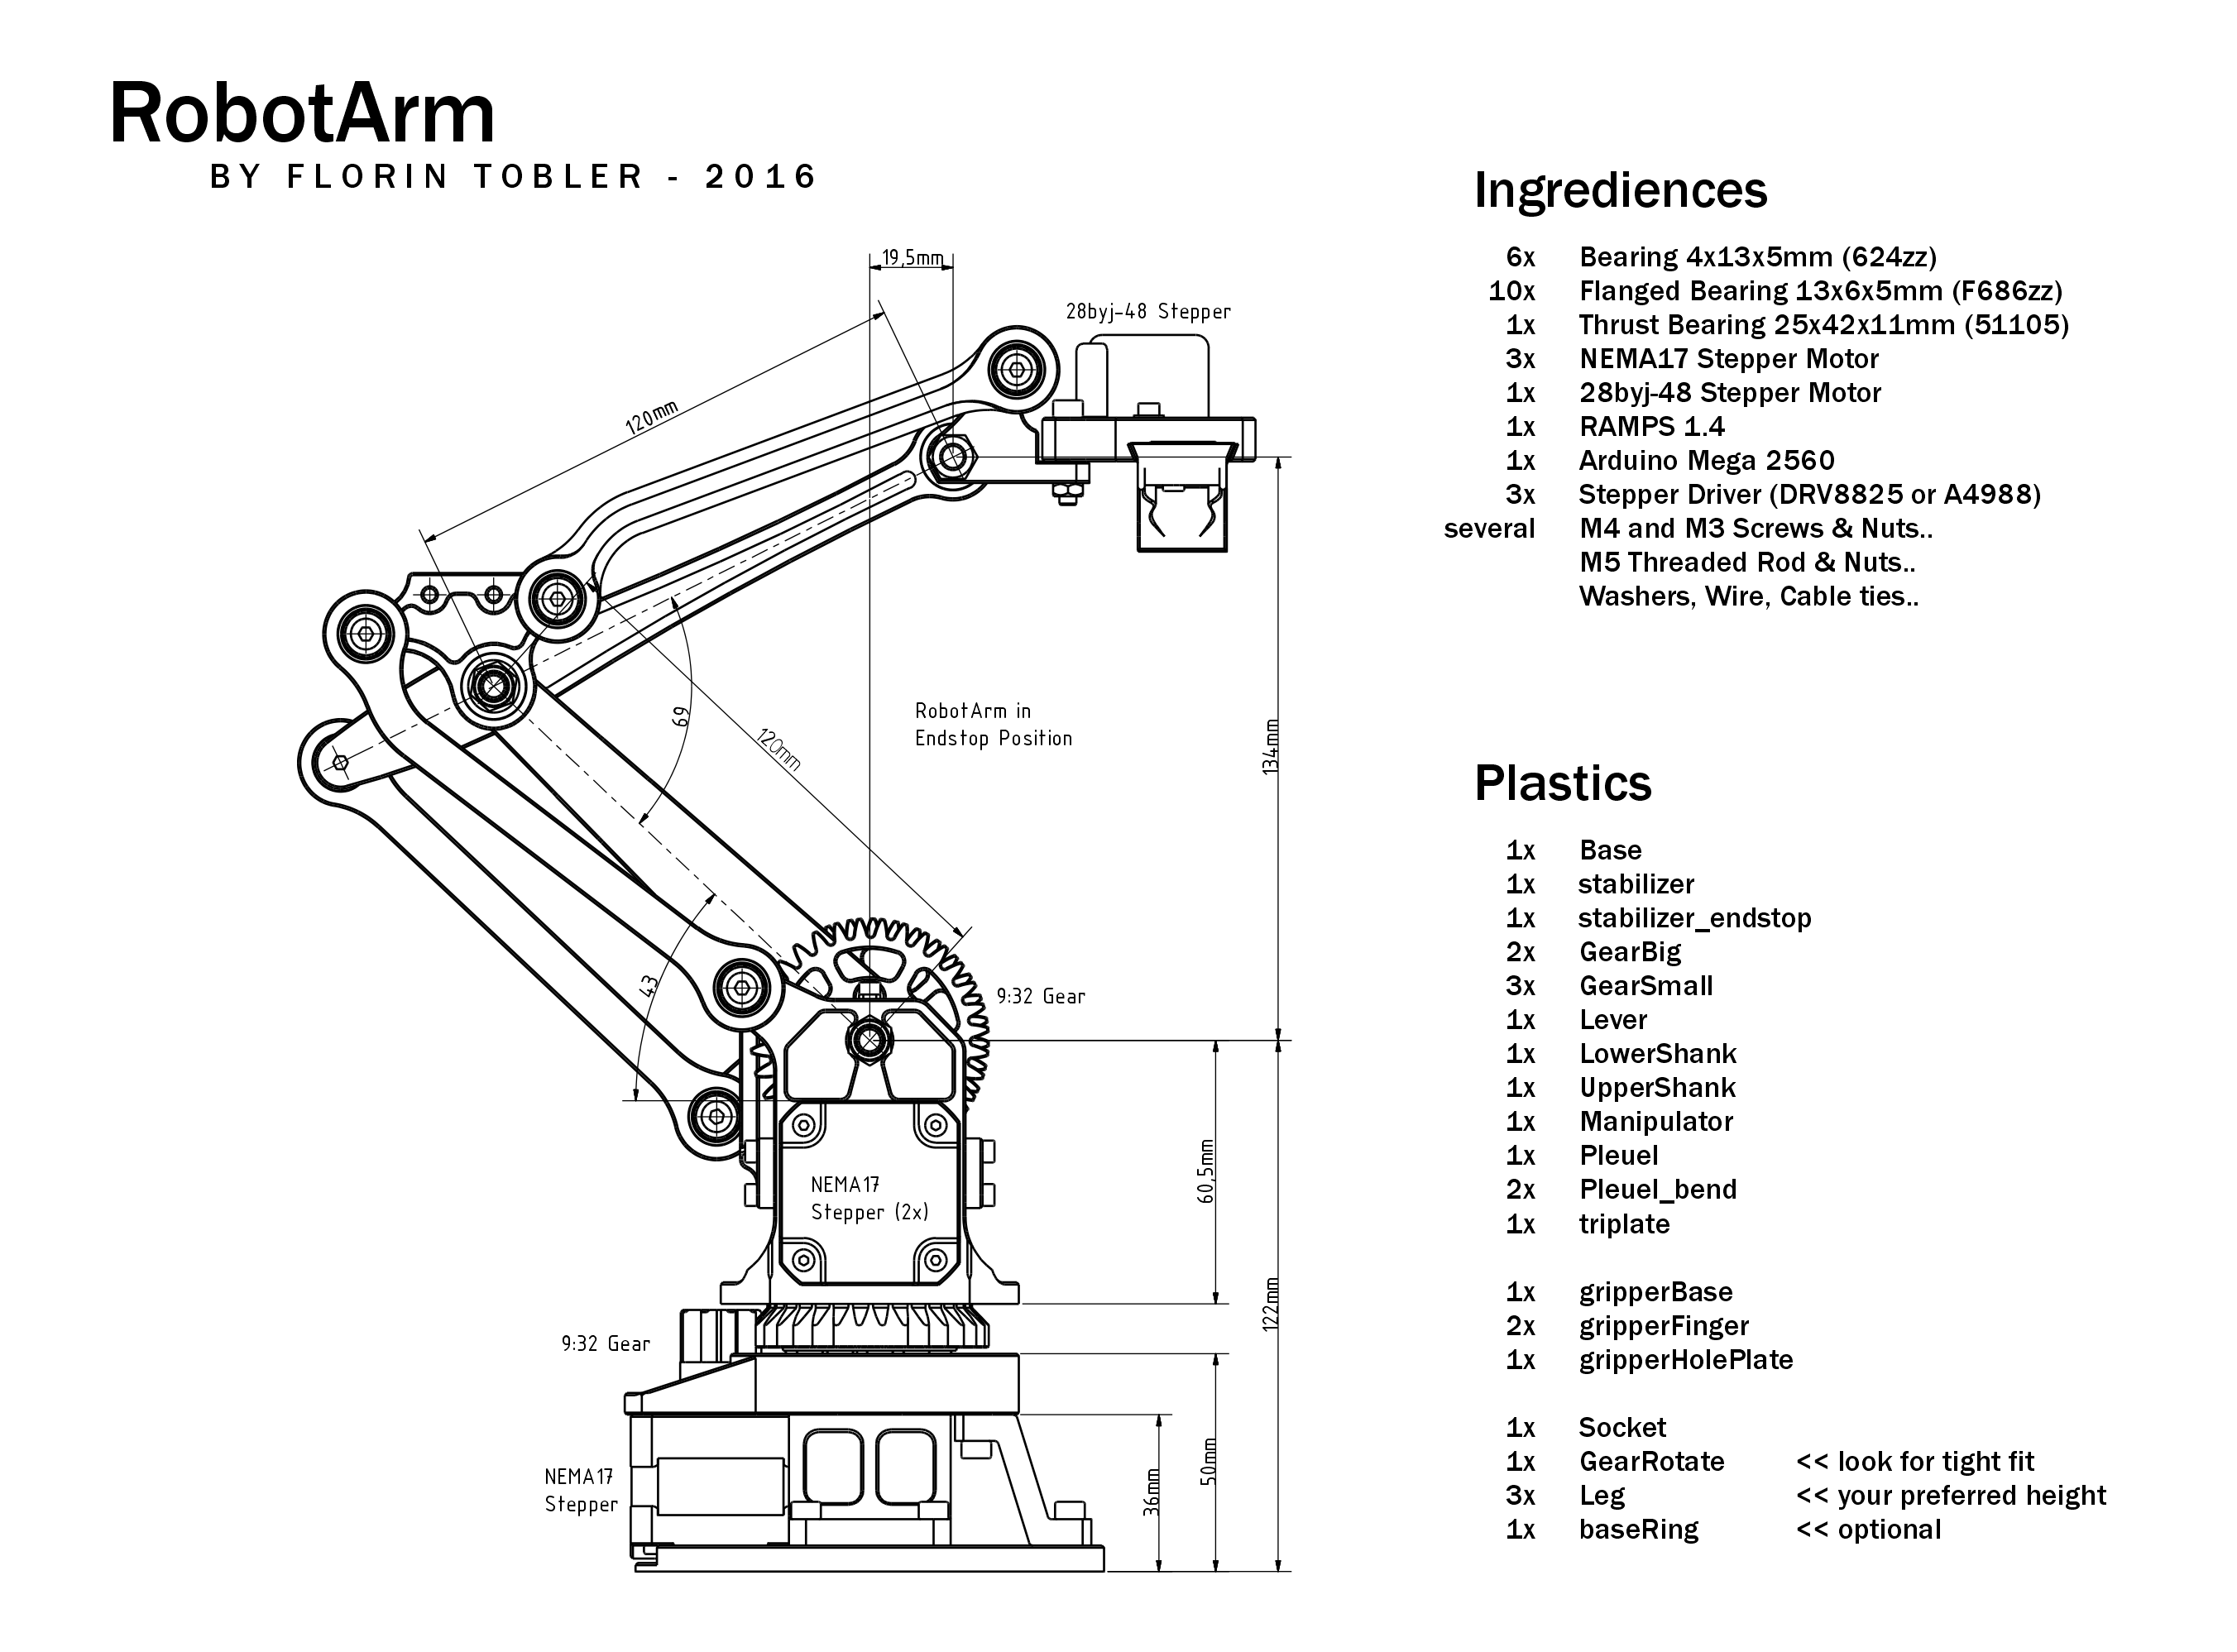 RobotArm
BY FLORIN TOBLER - 2016
19,5mm
28byj-48 Stepper
120mm
69
120mm
RobotArm in
Endstop Position
134mm
43
9:32 Gear
NEMA17
Stepper (2x)
60,5mm
122mm
9:32 Gear
NEMA17
Stepper
36mm
50mm
Ingrediences
6x Bearing 4x13x5mm (624zz)
10x Flanged Bearing 13x6x5mm (F686zz)
1x Thrust Bearing 25x42x11mm (51105)
3x NEMA17 Stepper Motor
1x 28byj-48 Stepper Motor
1x RAMPS 1.4
1x Arduino Mega 2560
3x Stepper Driver (DRV8825 or A4988)
several M4 and M3 Screws & Nuts..
M5 Threaded Rod & Nuts..
Washers, Wire, Cable ties..
Plastics
1x Base
1x stabilizer
1x stabilizer_endstop
2x GearBig
3x GearSmall
1x Lever
1x LowerShank
1x UpperShank
1x Manipulator
1x Pleuel
2x Pleuel_bend
1x triplate
1x gripperBase
2x gripperFinger
1x gripperHolePlate
1x Socket
1x GearRotate << look for tight fit
3x Leg << your preferred height
1x baseRing << optional